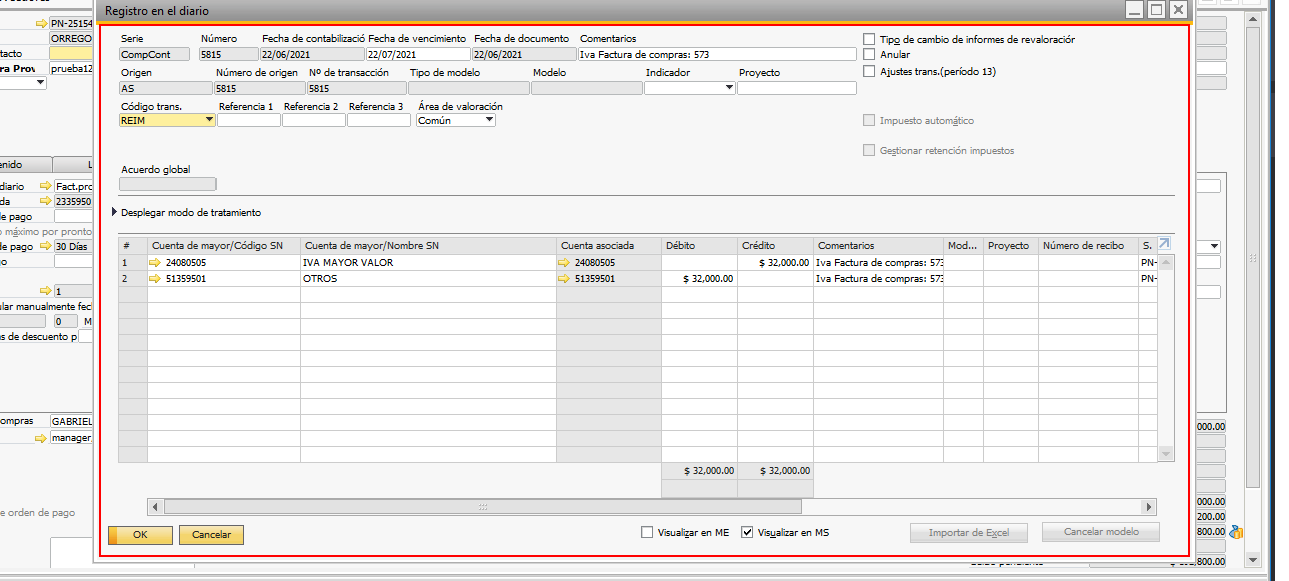 Registro en el diario
PN-25154
ORREGO
tacto
ra Prov prueba12
Serie Número Fecha de contabilizació Fecha de vencimiento Fecha de documento Comentarios
CompCont 5815 22/06/2021 22/07/2021 22/06/2021 Iva Factura de compras: 573
Origen Número de origen Nº de transacción Tipo de modelo Modelo Indicador Proyecto
AS 5815 5815
Código trans. Referencia 1 Referencia 2 Referencia 3 Área de valoración
REIM Común
Tipo de cambio de informes de revaloración
Anular
Ajustes trans.(período 13)
Impuesto automático
Gestionar retención impuestos
Acuerdo global
Desplegar modo de tratamiento
# Cuenta de mayor/Código SN Cuenta de mayor/Nombre SN Cuenta asociada Débito Crédito Comentarios Mod... Proyecto Número de recibo S.
1 24080505 IVA MAYOR VALOR 24080505 $ 32,000.00 Iva Factura de compras: 573 PN-
2 51359501 OTROS 51359501 $ 32,000.00 Iva Factura de compras: 573 PN-
$ 32,000.00 $ 32,000.00
Visualizar en ME Visualizar en MS
OK Cancelar Importar de Excel Cancelar modelo
enido L
diario Fact.pro
da 2335950
e pago
o máximo por pronto
de pago 30 Días
go
1
ular manualmente fech
0 M
as de descuento p
ompras GABRIEL
manager
e orden de pago
000.00
000.00
200.00
800.00